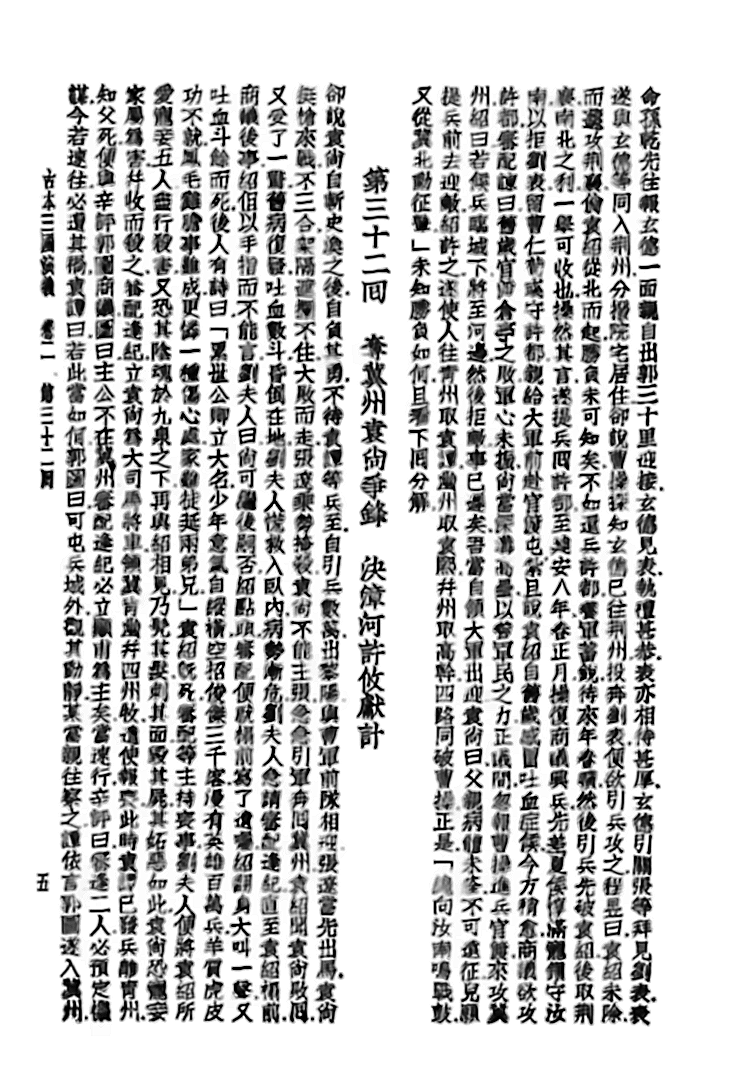 命孫乾先往報玄德一面親自出郭三十里迎接玄德見表執禮甚恭表亦相待甚厚玄德引關張等拜見劉表表
遂與玄德等同入荆州分撥院宅居住卻說曹操探知玄德已往荆州投奔劉表便欲引兵攻之程昱曰袁紹未除
而遽攻荆襄倘袁紹從北而起勝負未可知矣不如還兵許都養軍蓄銳待來年春暖然後引兵先破袁紹後取荆
襄南北之利一舉可收也操然其言遂提兵囘許都至建安八年春正月操復商議興兵先差夏侯惇滿寵鎮守汝
南以拒劉表留曹仁荀彧守許都親統大軍前赴官渡屯紮且說袁紹自舊歲感冒吐血症候今方稍愈商議欲攻
許都審配諫曰舊歲官渡倉亭之敗軍心未振尚當深溝高壘以養軍民之力正議間忽報曹操進兵官渡來攻冀
州紹曰若候兵臨城下將至河邊然後拒敵事已遲矣吾當自領大軍出迎袁尚曰父親病體未痊不可遠征兒願
提兵前去迎敵紹許之遂使人往青州取袁譚幽州取袁熙并州取高幹四路同破曹操正是「纔向汝南鳴戰鼓
又從冀北動征鼙」未知勝負如何且看下囘分解
第三十二囘　奪冀州袁尚爭鋒　決漳河許攸獻計
卻說袁尚自斬史渙之後自負其勇不待袁譚等兵至自引兵數萬出黎陽與曹軍前隊相迎張遼當先出馬袁尚
挺槍來戰不三合架隔遮攔不住大敗而走張遼乘勢掩殺袁尚不能主張急急引軍奔囘冀州袁紹聞袁尚敗囘
又受了一驚舊病復發吐血數斗昏倒在地劉夫人慌救入臥內病勢漸危劉夫人急請審配逢紀直至袁紹榻前
商議後事紹但以手指而不能言劉夫人曰尚可繼後嗣否紹點頭審配便就榻前寫了遺囑紹翻身大叫一聲又
吐血斗餘而死後人有詩曰「累世公卿立大名少年意氣自縱橫空招俊傑三千客漫有英雄百萬兵羊質虎皮
功不就鳳毛雞膽事難成更憐一種傷心處家難徒延兩弟兄」袁紹既死審配等主持喪事劉夫人便將袁紹所
愛寵妾五人盡行殺害又恐其陰魂於九泉之下再與紹相見乃髡其髮刺其面毀其屍其妬惡如此袁尚恐寵妾
家屬爲害并收而殺之審配逢紀立袁尚爲大司馬將軍領冀青幽并四州牧遣使報喪此時袁譚已發兵離青州
知父死便與辛評郭圖商議圖曰主公不在冀州審配逢紀必立顯甫爲主矣當速行辛評曰審逢二人必預定機
謀今若速往必遭其禍袁譚曰若此當如何郭圖曰可屯兵城外觀其動靜某當親往察之譚依言郭圖遂入冀州
古本三國演義　卷二　第三十二囘
五